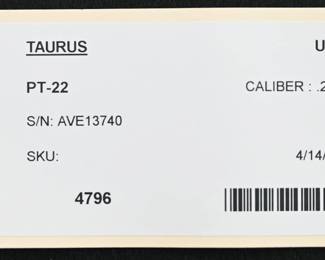 TAURUS U
PT-22 CALIBER : .2
S/N: AVE13740
SKU: 4/14/
4796